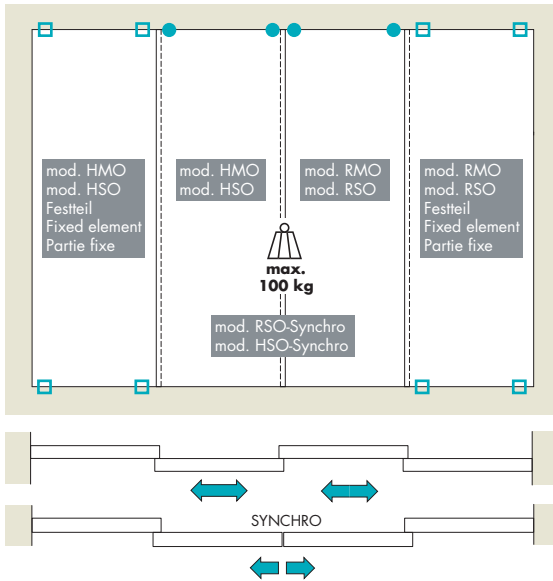 mod. HMO
mod. HSO
Festteil
Fixed element
Partie fixe
mod. HMO
mod. HSO
mod. RMO
mod. RSO
mod. RMO
mod. RSO
Festteil
Fixed element
Partie fixe
max.
100 kg
mod. RSO-Synchro
mod. HSO-Synchro
SYNCHRO